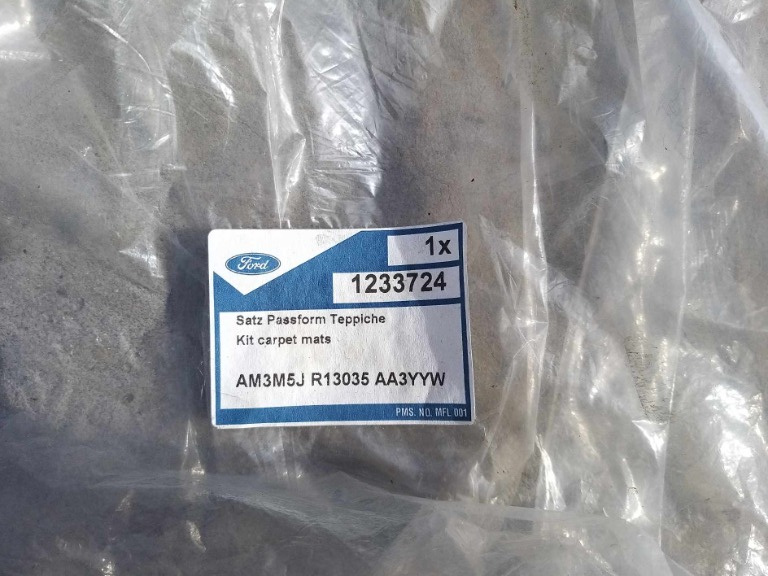 Ford
1x
1233724
Satz Passform Teppiche
Kit carpet mats
AM3M5J R13035 AA3YYW
PMS. NO. MFL 001